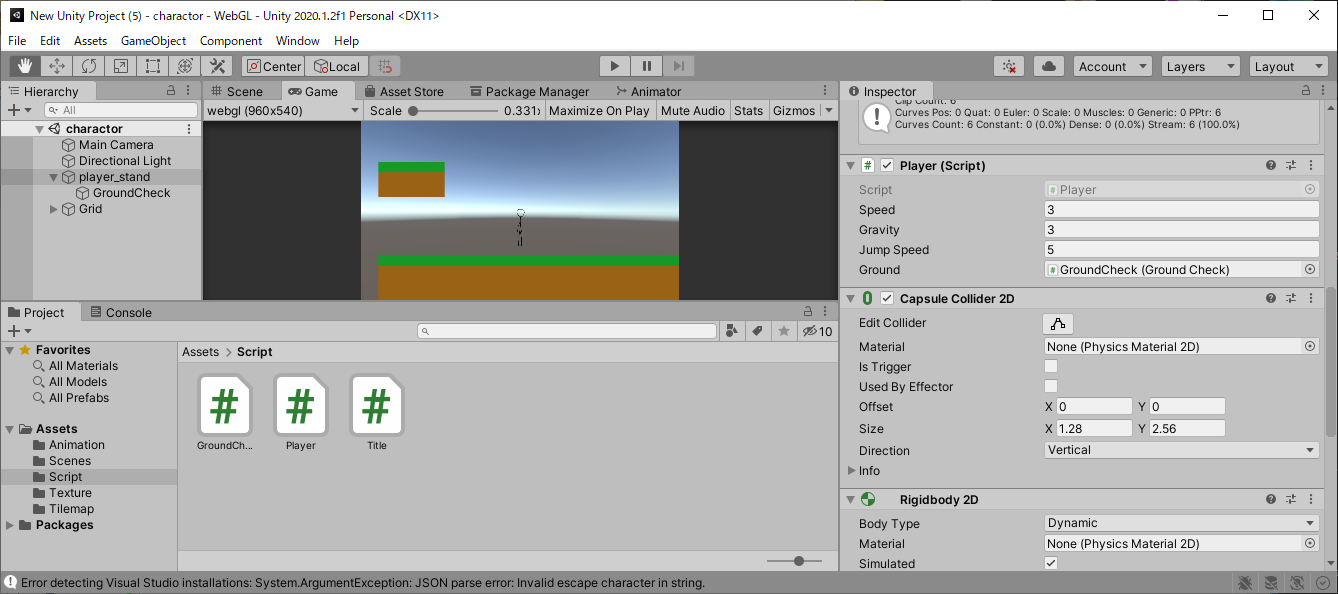 New Unity Project (5) - charactor - WebGL - Unity 2020.1.2f1 Personal <DX11>
File Edit Assets GameObject Component Window Help
Center Local Account Layers Layout
Hierarchy
All
charactor
Main Camera
Directional Light
player_stand
GroundCheck
Grid
Scene Game Asset Store Package Manager Animator
webgl (960x540) Scale 0.331 Maximize On Play Mute Audio Stats Gizmos
Project Console
10
Favorites
All Materials
All Models
All Prefabs
Assets
Animation
Scenes
Script
Texture
Tilemap
Packages
Assets > Script
GroundCh... Player Title
Inspector
Clip Count: 6
Curves Pos: 0 Quat: 0 Euler: 0 Scale: 0 Muscles: 0 Generic: 0 PPtr: 6
Curves Count: 6 Constant: 0 (0.0%) Dense: 0 (0.0%) Stream: 6 (100.0%)
# Player (Script)
Script Player
Speed 3
Gravity 3
Jump Speed 5
Ground GroundCheck (Ground Check)
Capsule Collider 2D
Edit Collider
Material None (Physics Material 2D)
Is Trigger
Used By Effector
Offset X 0 Y 0
Size X 1.28 Y 2.56
Direction Vertical
Info
Rigidbody 2D
Body Type Dynamic
Material None (Physics Material 2D)
Simulated
Error detecting Visual Studio installations: System.ArgumentException: JSON parse error: Invalid escape character in string.